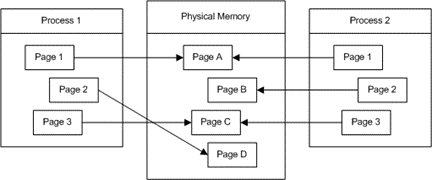 Process 1
Physical Memory
Process 2
Page 1
Page A
Page 1
Page 2
Page B
Page 2
Page 3
Page C
Page 3
Page D